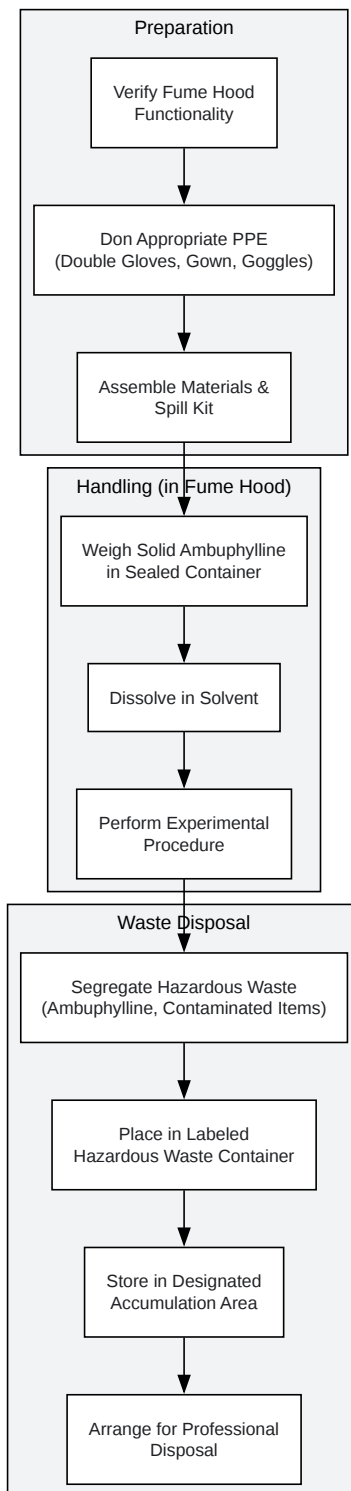 Preparation
Verify Fume Hood
Functionality
Don Appropriate PPE
(Double Gloves, Gown, Goggles)
Assemble Materials &
Spill Kit
Handling (in Fume Hood)
Weigh Solid Ambuphylline
in Sealed Container
Dissolve in Solvent
Perform Experimental
Procedure
Waste Disposal
Segregate Hazardous Waste
(Ambuphylline, Contaminated Items)
Place in Labeled
Hazardous Waste Container
Store in Designated
Accumulation Area
Arrange for Professional
Disposal